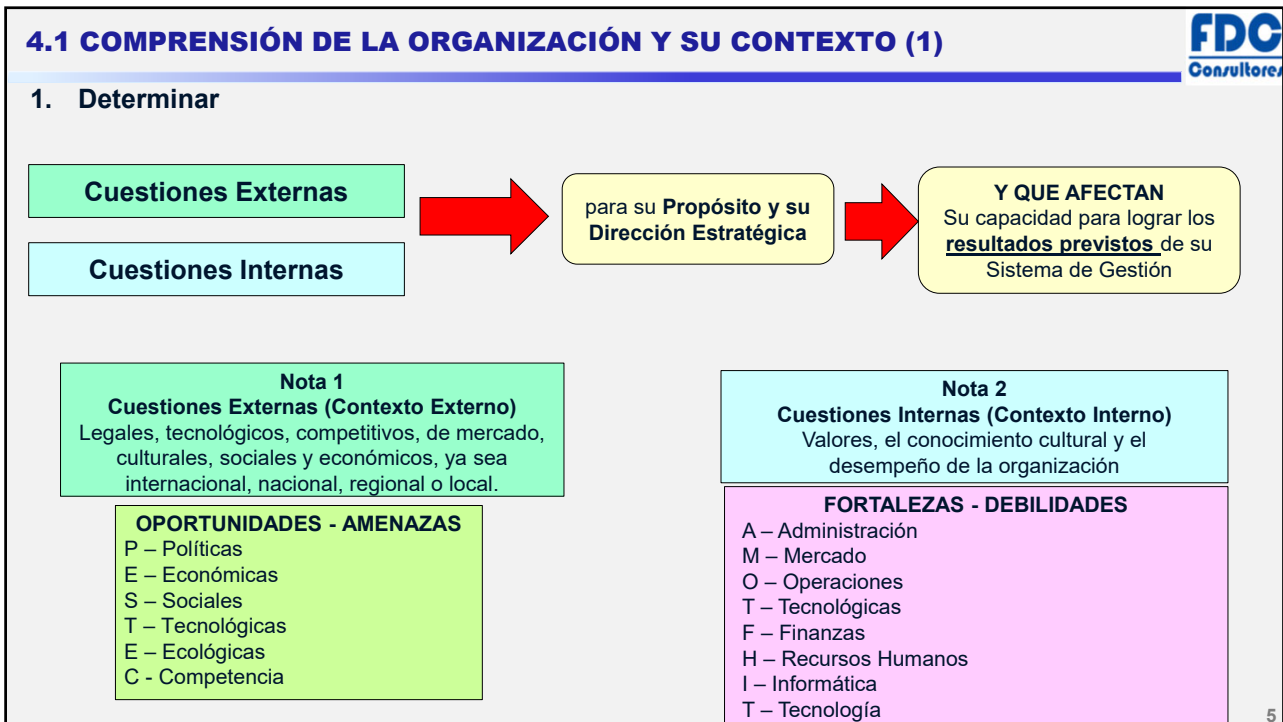 4.1 COMPRENSIÓN DE LA ORGANIZACIÓN Y SU CONTEXTO (1)
FDC
Consultores
1. Determinar
Cuestiones Externas
Cuestiones Internas
para su Propósito y su
Dirección Estratégica
Y QUE AFECTAN
Su capacidad para lograr los
resultados previstos de su
Sistema de Gestión
Nota 1
Cuestiones Externas (Contexto Externo)
Legales, tecnológicos, competitivos, de mercado,
culturales, sociales y económicos, ya sea
internacional, nacional, regional o local.
OPORTUNIDADES - AMENAZAS
P – Políticas
E – Económicas
S – Sociales
T – Tecnológicas
E – Ecológicas
C - Competencia
Nota 2
Cuestiones Internas (Contexto Interno)
Valores, el conocimiento cultural y el
desempeño de la organización
FORTALEZAS - DEBILIDADES
A – Administración
M – Mercado
O – Operaciones
T – Tecnológicas
F – Finanzas
H – Recursos Humanos
I – Informática
T – Tecnología
5